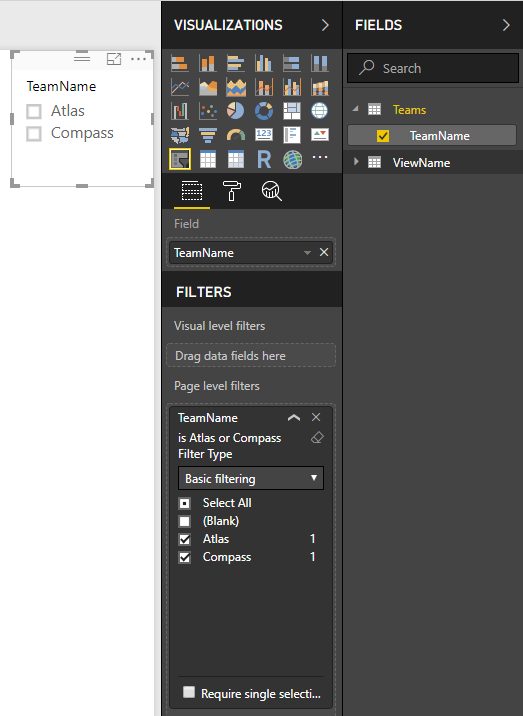 VISUALIZATIONS
FIELDS
TeamName
Atlas
Compass
123
R
Field
TeamName
FILTERS
Visual level filters
Drag data fields here
Page level filters
TeamName
is Atlas or Compass
Filter Type
Basic filtering
Select All
(Blank)
Atlas 1
Compass 1
Require single selecti...
Search
Teams
TeamName
ViewName